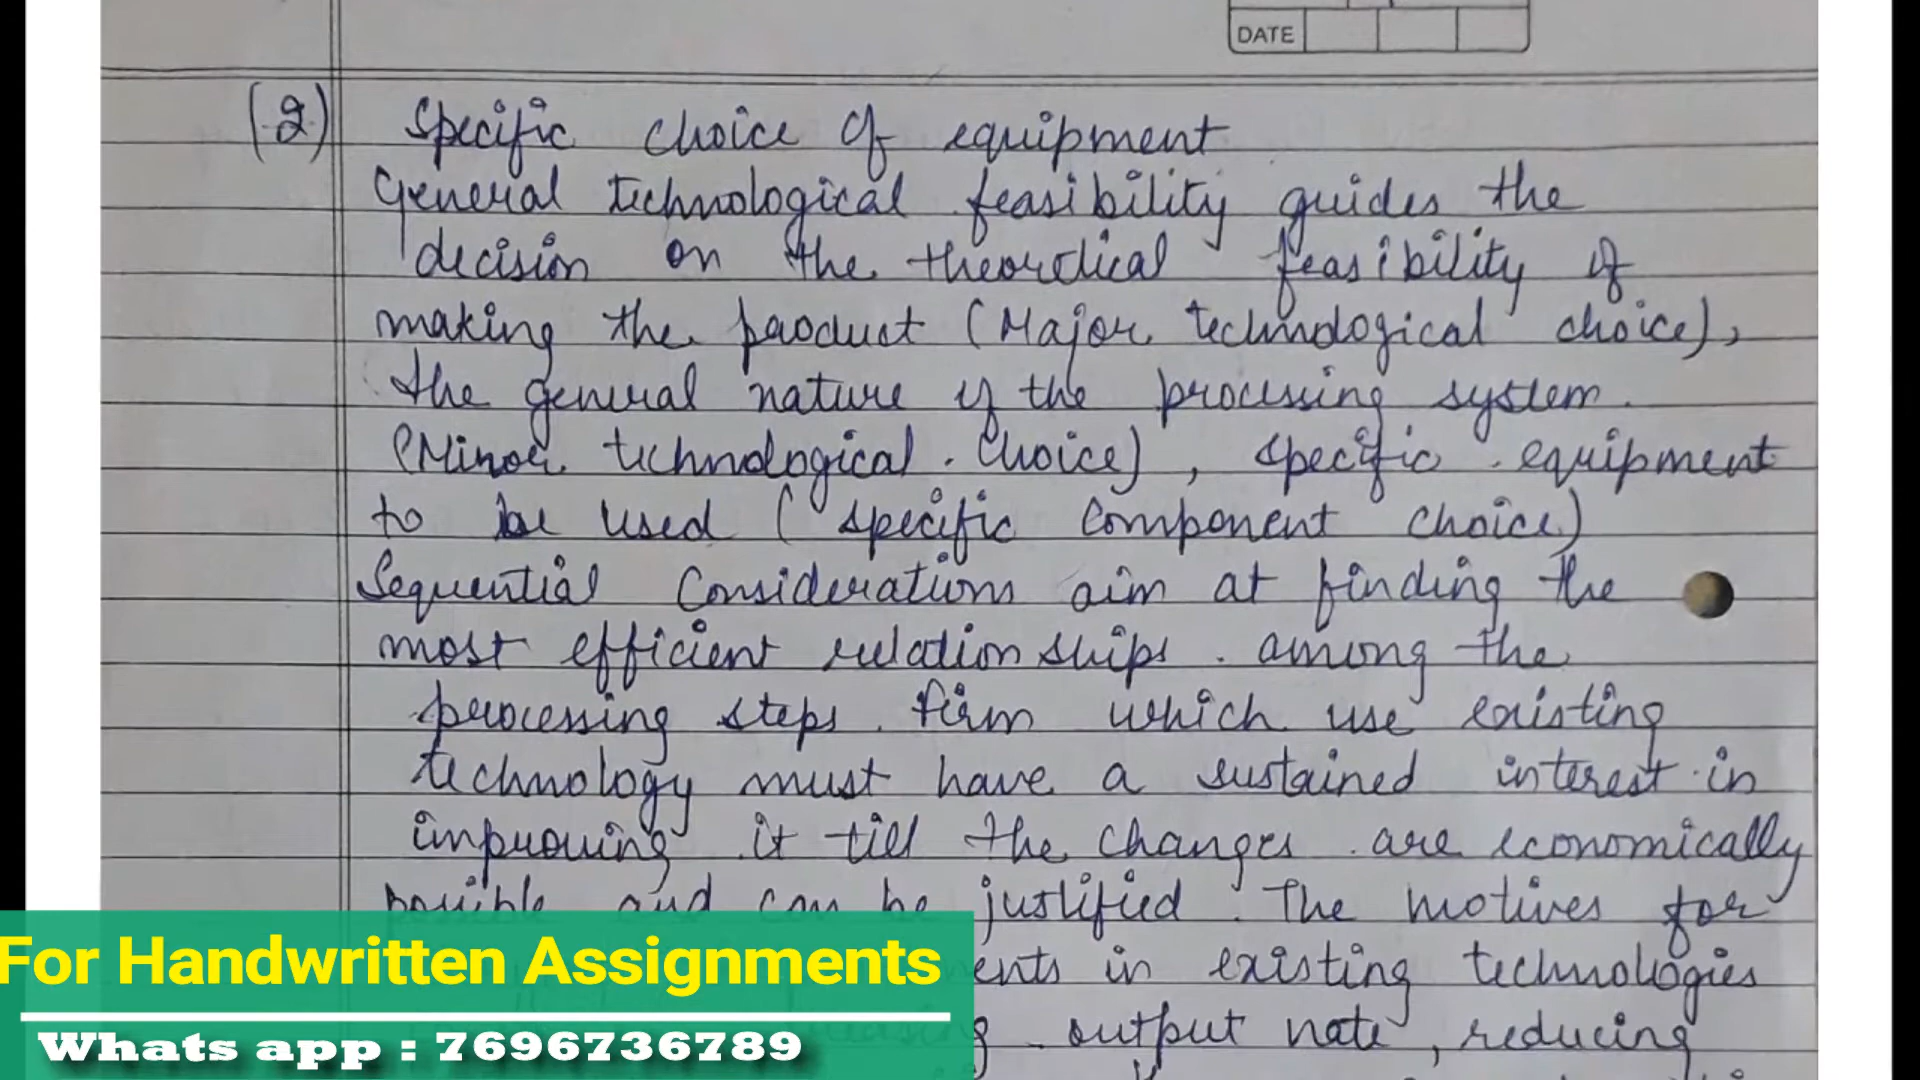 DATE
(2) Specific choice of equipment
General technological feasibility guides the
decision on the theoretical feasibility of
making the product (Major technological choice),
the general nature of the processing system.
(Minor technological choice), specific equipment
to be used (specific component choice)
Sequential considerations aim at finding the
most efficient relationships among the
processing steps. firm which use existing
technology must have a sustained interest in
improving it till the changes are economically
possible and can be justified. The motives for
ents in existing technologies
output rate, reducing
For Handwritten Assignments
Whats app : 7696736789